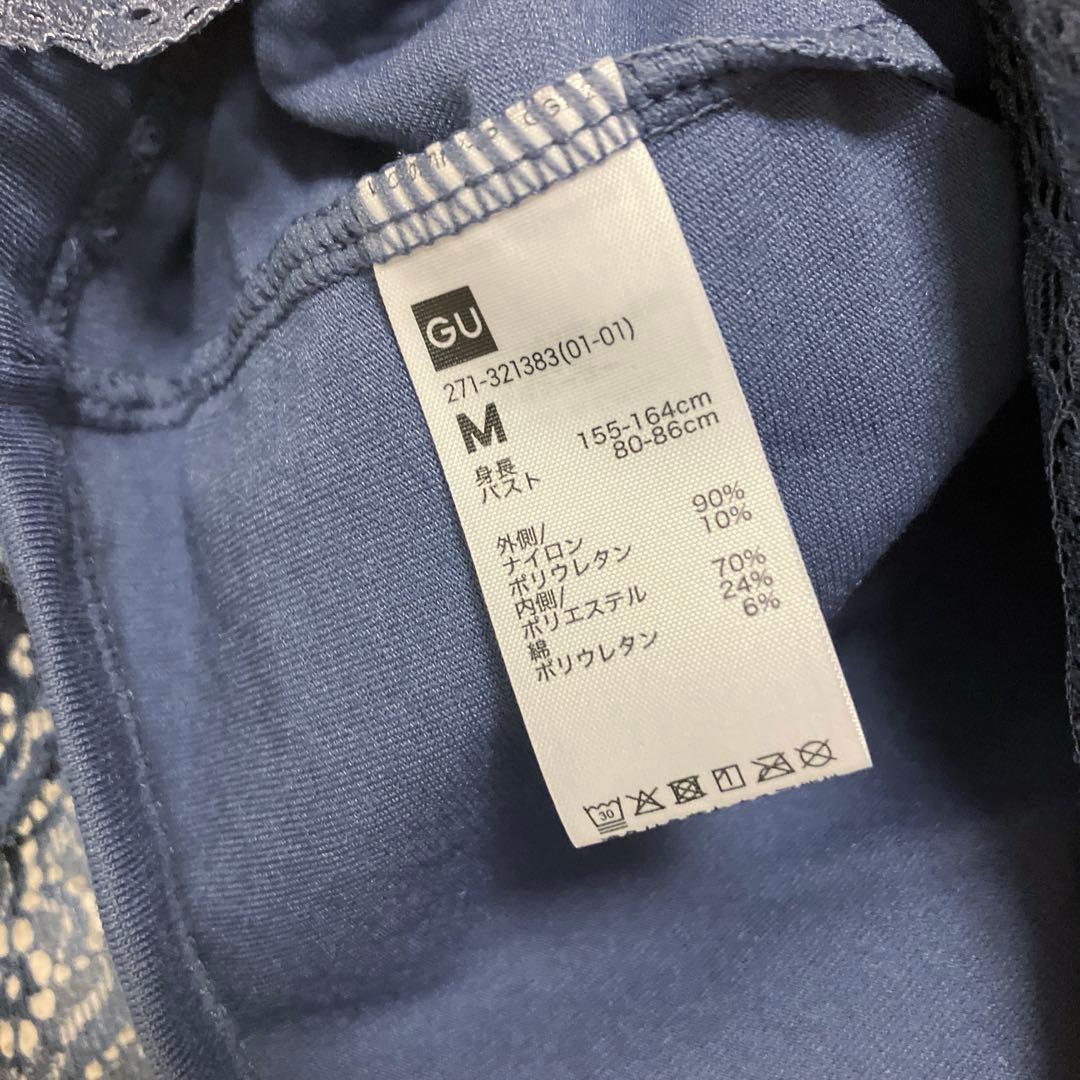 GU
271-321383(01-01)
M
身長 155-164cm
バスト 80-86cm
外側/
ナイロン 90%
ポリウレタン 10%
内側/
ポリエステル 70%
綿 24%
ポリウレタン 6%
30
1